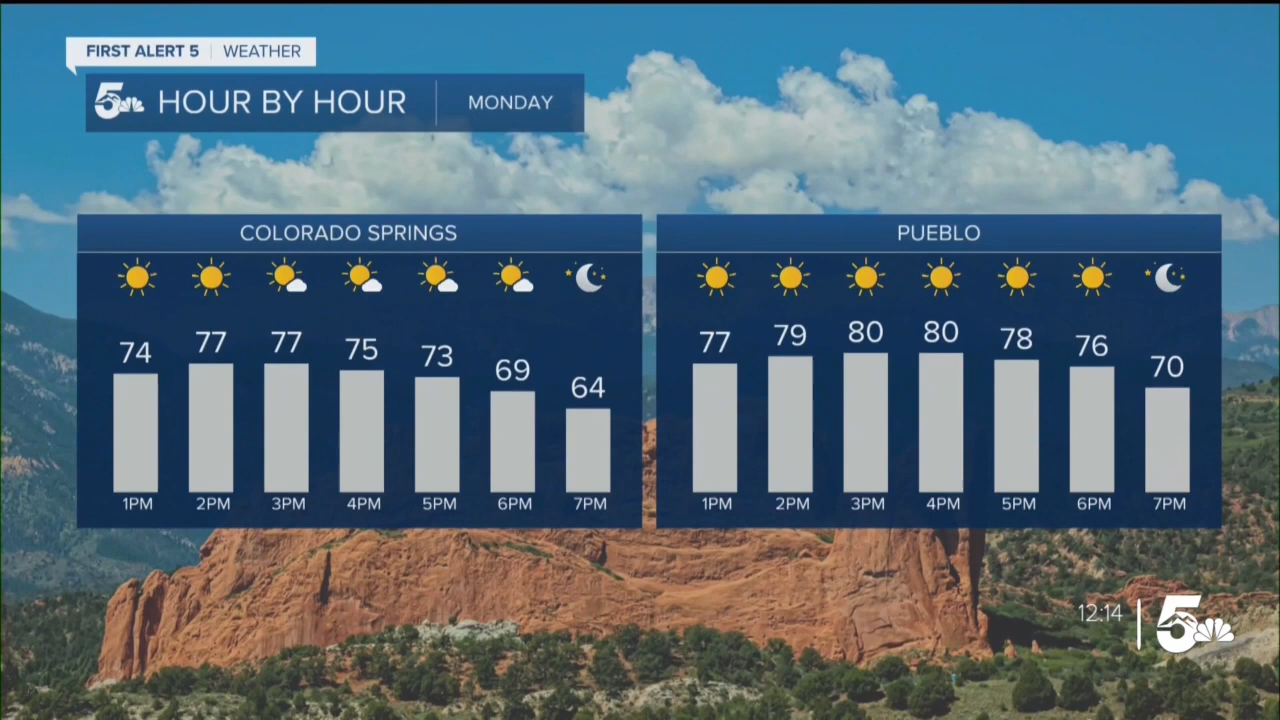 FIRST ALERT 5 WEATHER
5 HOUR BY HOUR MONDAY
COLORADO SPRINGS
74 77 77 75 73 69 64
1PM 2PM 3PM 4PM 5PM 6PM 7PM
PUEBLO
77 79 80 80 78 76 70
1PM 2PM 3PM 4PM 5PM 6PM 7PM
12:14 5